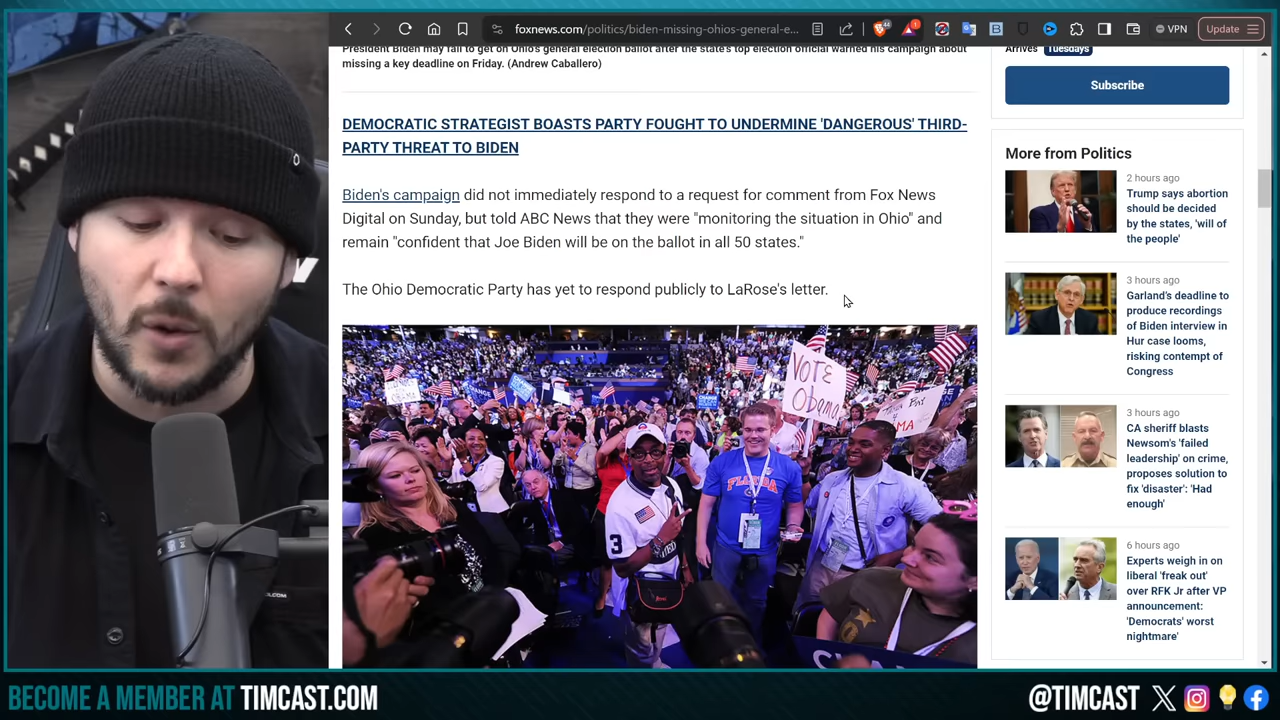 foxnews.com/politics/biden-missing-ohios-general-e...
44
1
VPN
Update
President Biden may fail to get on Ohio's general election ballot after the state's top election official warned his campaign about
missing a key deadline on Friday. (Andrew Caballero)
DEMOCRATIC STRATEGIST BOASTS PARTY FOUGHT TO UNDERMINE 'DANGEROUS' THIRD-
PARTY THREAT TO BIDEN
Biden's campaign did not immediately respond to a request for comment from Fox News
Digital on Sunday, but told ABC News that they were "monitoring the situation in Ohio" and
remain "confident that Joe Biden will be on the ballot in all 50 states."
The Ohio Democratic Party has yet to respond publicly to LaRose's letter.
VOTE
Obama
FLORIDA
3
Arrives Tuesdays
Subscribe
More from Politics
2 hours ago
Trump says abortion
should be decided
by the states, 'will of
the people'
3 hours ago
Garland's deadline to
produce recordings
of Biden interview in
Hur case looms,
risking contempt of
Congress
3 hours ago
CA sheriff blasts
Newsom's 'failed
leadership' on crime,
proposes solution to
fix 'disaster': 'Had
enough'
6 hours ago
Experts weigh in on
liberal 'freak out'
over RFK Jr after VP
announcement:
'Democrats' worst
nightmare'
BECOME A MEMBER AT TIMCAST.COM
@TIMCAST